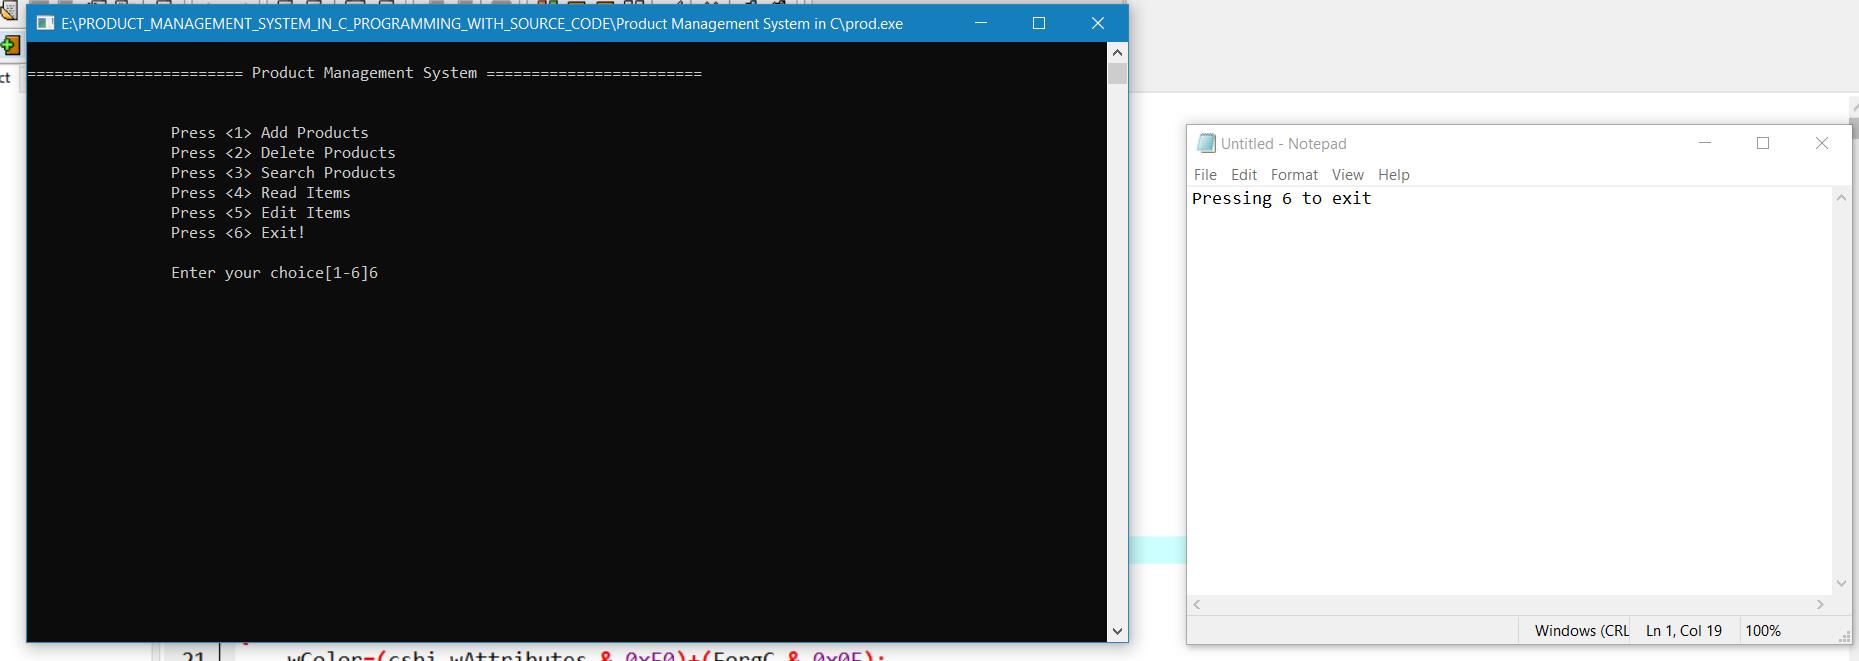 E:\PRODUCT_MANAGEMENT_SYSTEM_IN_C_PROGRAMMING_WITH_SOURCE_CODE\Product Management System in C\prod.exe
======================== Product Management System ========================
Press <1> Add Products
Press <2> Delete Products
Press <3> Search Products
Press <4> Read Items
Press <5> Edit Items
Press <6> Exit!
Enter your choice[1-6]6
ct
Untitled - Notepad
File Edit Format View Help
Pressing 6 to exit
Windows (CRL Ln 1, Col 19 100%
21 wColor=(csbi.wAttributes & 0xF0)+(ForgC & 0x0F);